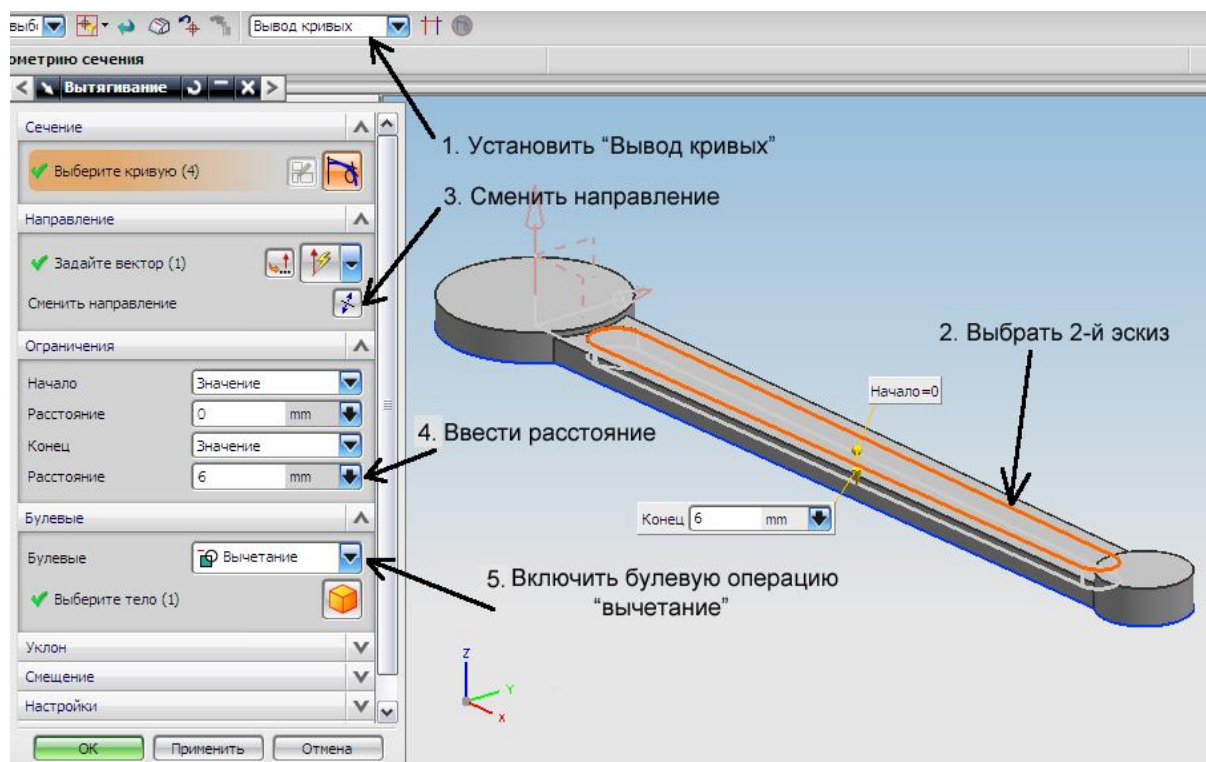 Вывод кривых
ометрию сечения
Вытягивание
Сечение
Выберите кривую (4)
Направление
Задайте вектор (1)
Сменить направление
Ограничения
Начало Значение
Расстояние 0 mm
Конец Значение
Расстояние 6 mm
Булевые
Булевые Вычетание
Выберите тело (1)
Уклон
Смещение
Настройки
ОК Применить Отмена
1. Установить “Вывод кривых”
3. Сменить направление
2. Выбрать 2-й эскиз
Начало=0
4. Ввести расстояние
Конец 6 mm
5. Включить булевую операцию
“вычетание”
Z
Y
X